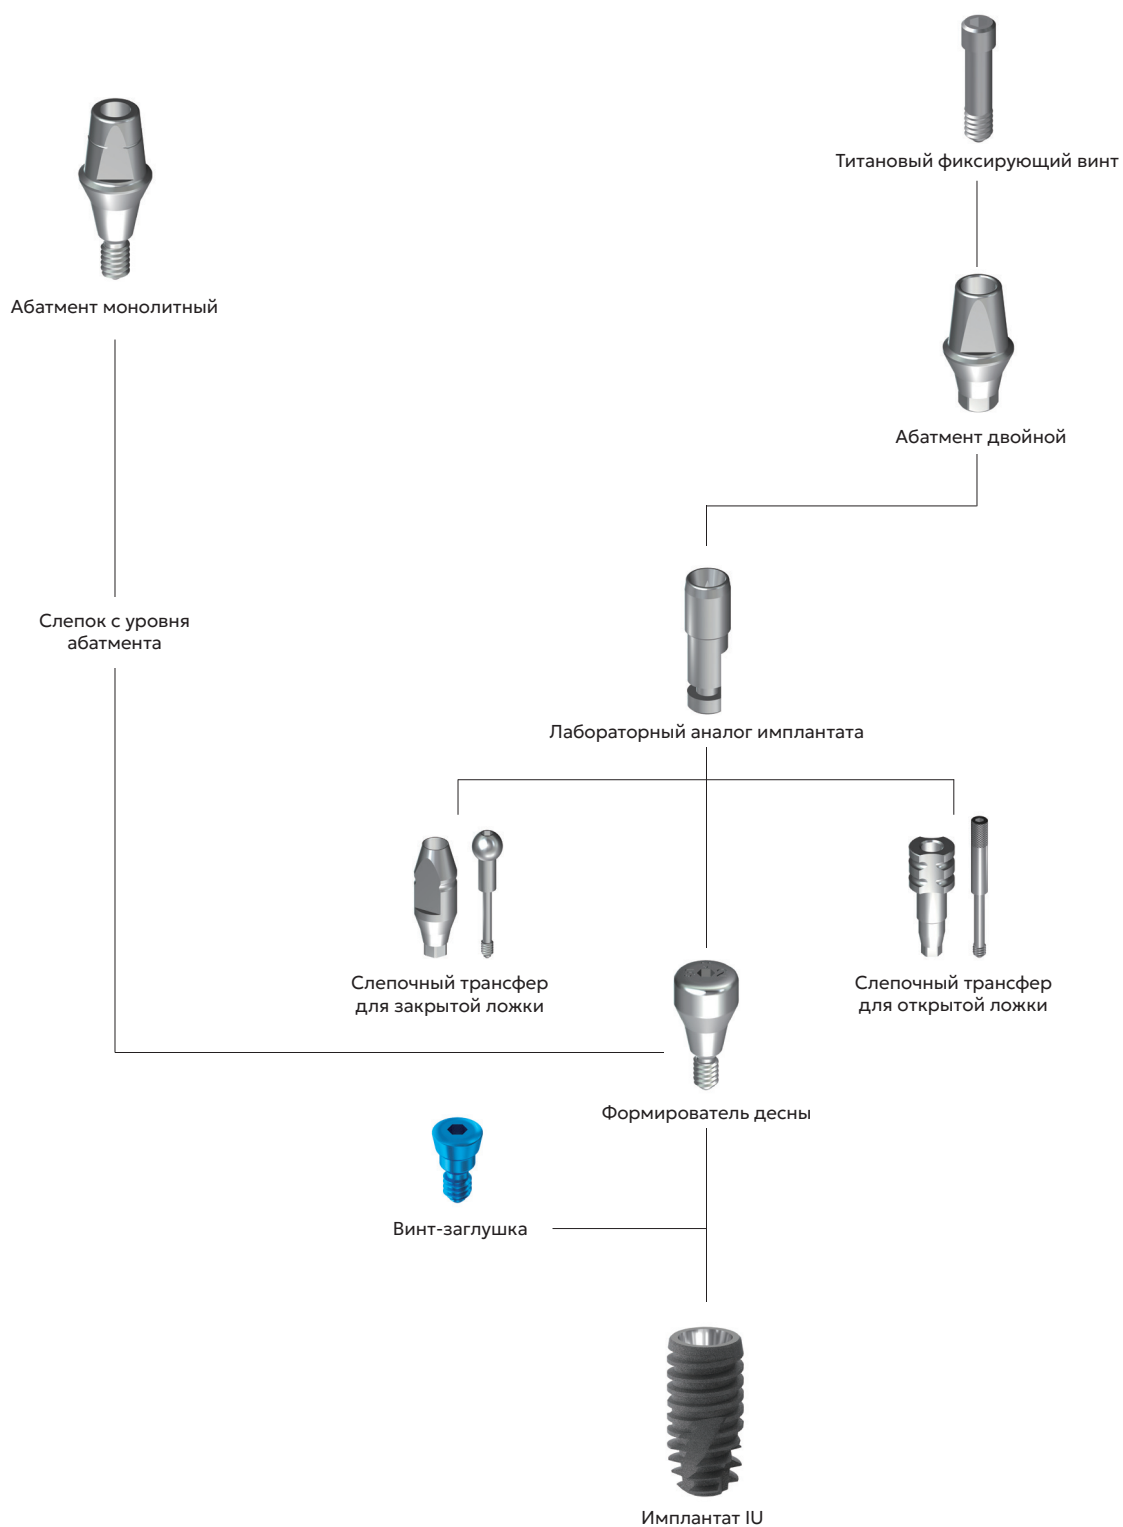 Титановый фиксирующий винт
Абатмент монолитный
Абатмент двойной
Слепок с уровня
абатмента
Лабораторный аналог имплантата
Слепочный трансфер
для закрытой ложки
Слепочный трансфер
для открытой ложки
Формирователь десны
Винт-заглушка
Имплантат IU